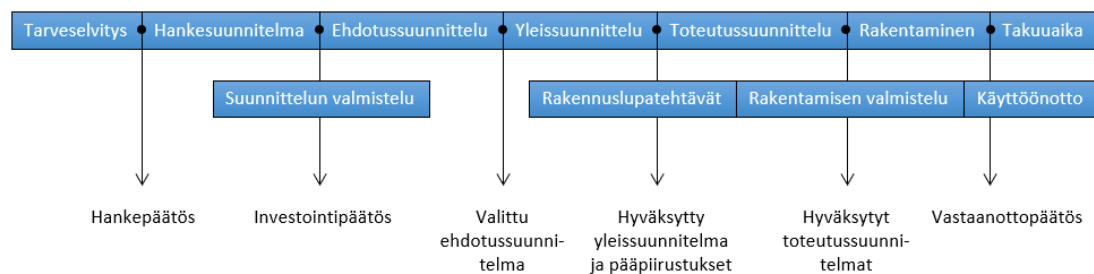 Tarveselvitys Hankesuunnitelma Ehdotussuunnittelu Yleissuunnittelu Toteutussuunnittelu Rakentaminen Takuuaika
Suunnittelun valmistelu Rakennuslupatehtävät Rakentamisen valmistelu Käyttöönotto
Hankepäätös
Investointipäätös
Valittu
ehdotussuunni-
telma
Hyväksytty
yleissuunnitelma
ja pääpiirustukset
Hyväksytyt
toteutussuunni-
telmat
Vastaanottopäätös